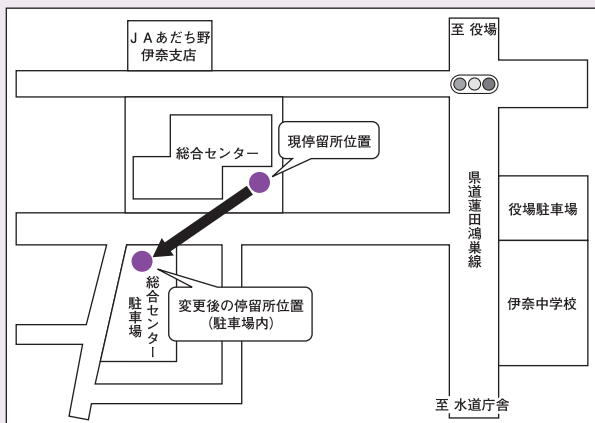 JAあだち野
伊奈支店
至 役場
総合センター
現停留所位置
県道蓮田鴻巣線
役場駐車場
伊奈中学校
総合センター
駐車場
変更後の停留所位置
(駐車場内)
至 水道庁舎